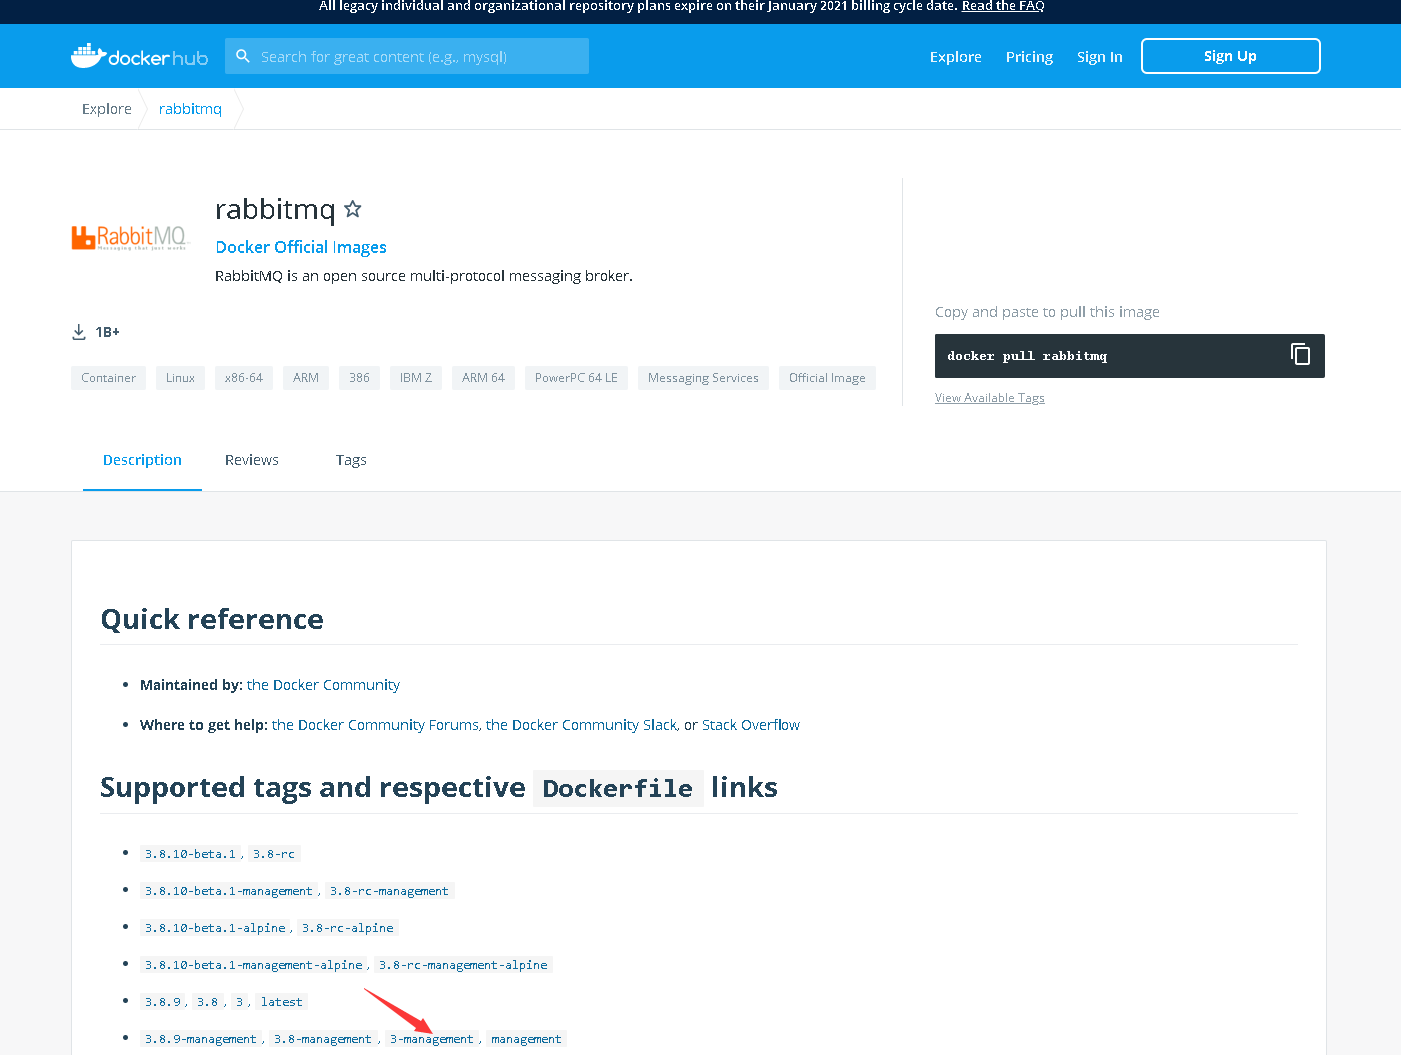 All legacy individual and organizational repository plans expire on their January 2021 billing cycle date. Read the FAQ
dockerhub
Search for great content (e.g., mysql)
Explore Pricing Sign In Sign Up
Explore rabbitmq
rabbitmq
RabbitMQ
Messaging that just works
Docker Official Images
RabbitMQ is an open source multi-protocol messaging broker.
Copy and paste to pull this image
1B+
docker pull rabbitmq
Container Linux x86-64 ARM 386 IBM Z ARM 64 PowerPC 64 LE Messaging Services Official Image
View Available Tags
Description Reviews Tags
Quick reference
• Maintained by: the Docker Community
• Where to get help: the Docker Community Forums, the Docker Community Slack, or Stack Overflow
Supported tags and respective Dockerfile links
• 3.8.10-beta.1, 3.8-rc
• 3.8.10-beta.1-management, 3.8-rc-management
• 3.8.10-beta.1-alpine, 3.8-rc-alpine
• 3.8.10-beta.1-management-alpine, 3.8-rc-management-alpine
• 3.8.9, 3.8, 3, latest
• 3.8.9-management, 3.8-management, 3-management, management